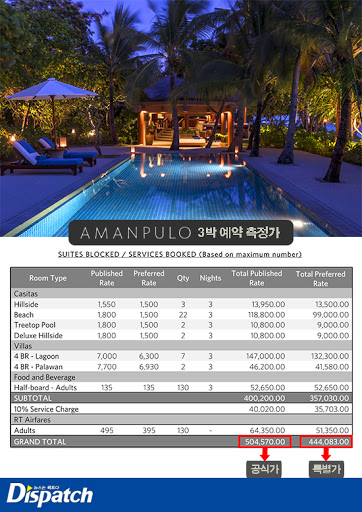 AMANPULO 3박 예약 측정가
SUITES BLOCKED / SERVICES BOOKED (Based on maximum number)
Room Type Published Rate Preferred Rate Qty Nights Total Published Rate Total Preferred Rate
Casitas
Hillside 1,550 1,500 3 3 13,950.00 13,500.00
Beach 1,800 1,500 22 3 118,800.00 99,000.00
Treetop Pool 1,800 1,500 2 3 10,800.00 9,000.00
Deluxe Hillside 1,800 1,500 2 3 10,800.00 9,000.00
Villas
4 BR - Lagoon 7,000 6,300 7 3 147,000.00 132,300.00
4 BR - Palawan 7,700 6,930 2 3 46,200.00 41,580.00
Food and Beverage
Half-board - Adults 135 135 130 3 52,650.00 52,650.00
SUBTOTAL 400,200.00 357,030.00
10% Service Charge 40,020.00 35,703.00
RT Airfares
Adults 495 395 130 - 64,350.00 51,350.00
GRAND TOTAL 504,570.00 444,083.00
공식가 특별가
뉴스는 팩트다
Dispatch